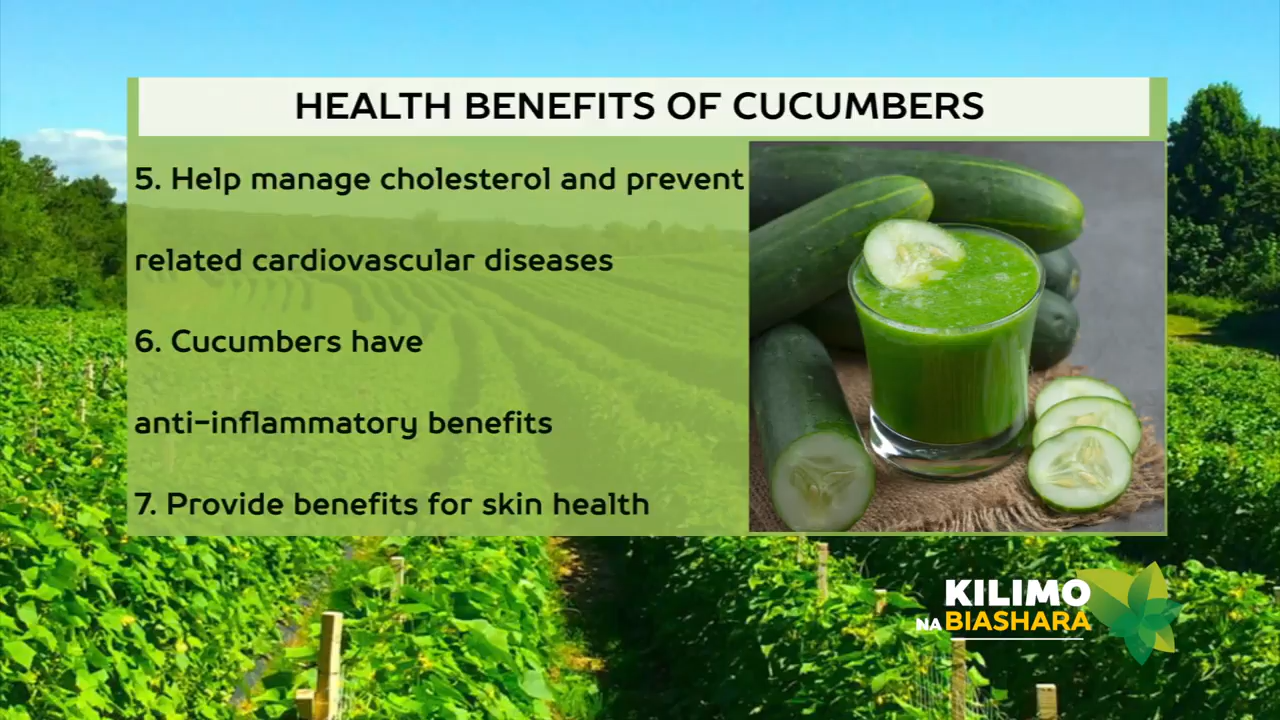 HEALTH BENEFITS OF CUCUMBERS
5. Help manage cholesterol and prevent
related cardiovascular diseases
6. Cucumbers have
anti-inflammatory benefits
7. Provide benefits for skin health
KILIMO
NA BIASHARA